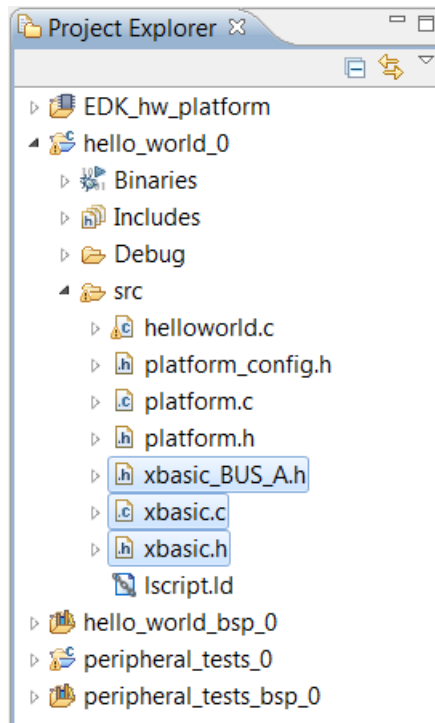 Project Explorer
EDK_hw_platform
hello_world_0
Binaries
Includes
Debug
src
helloworld.c
platform_config.h
platform.c
platform.h
xbasic_BUS_A.h
xbasic.c
xbasic.h
lscript.ld
hello_world_bsp_0
peripheral_tests_0
peripheral_tests_bsp_0